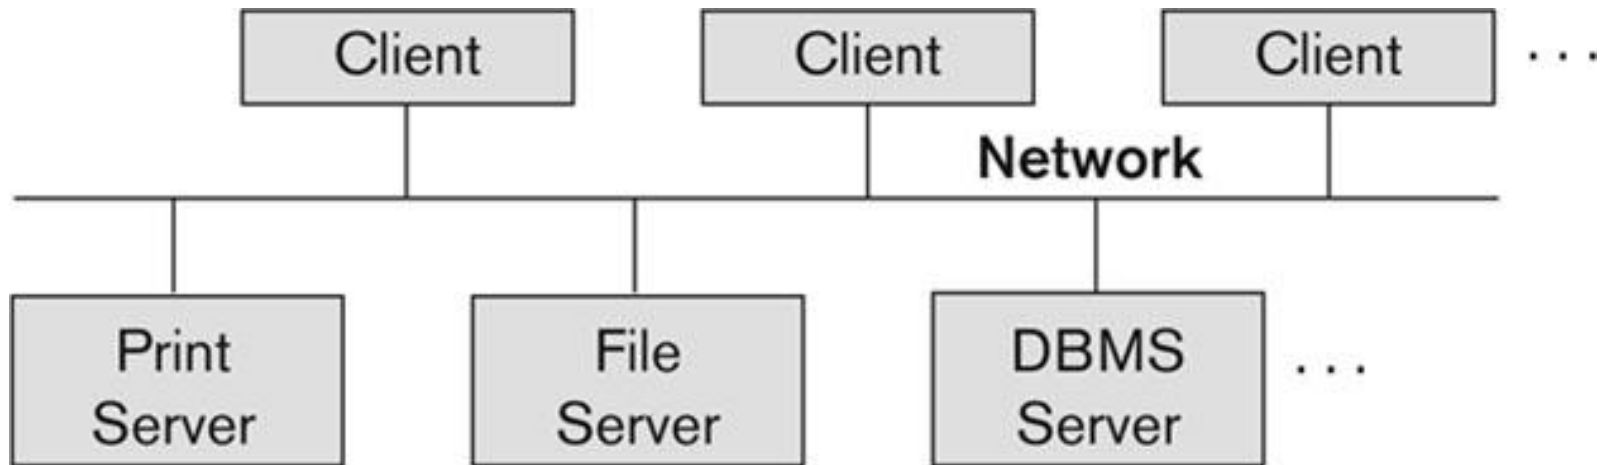 Client
Client
Client
. . .
Network
Print
Server
File
Server
DBMS
Server
. . .